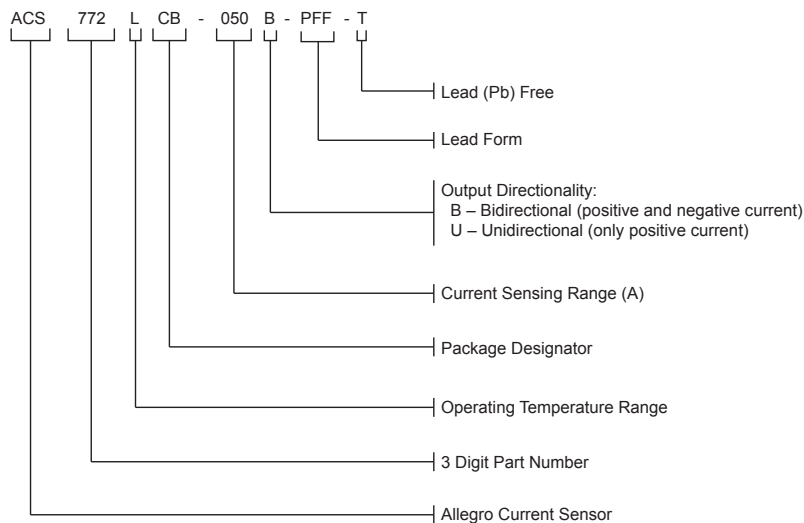 ACS 772 L CB - 050 B - PFF - T
Lead (Pb) Free
Lead Form
Output Directionality:
B – Bidirectional (positive and negative current)
U – Unidirectional (only positive current)
Current Sensing Range (A)
Package Designator
Operating Temperature Range
3 Digit Part Number
Allegro Current Sensor